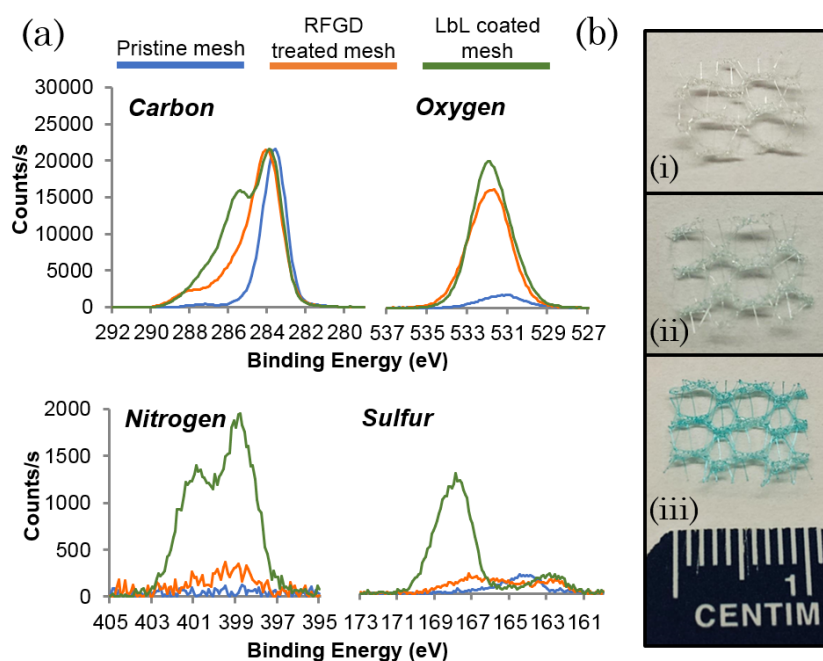 (a)
Pristine mesh
RFGD
treated mesh
LbL coated
mesh
(b)
Carbon
Oxygen
Counts/s
30000
25000
20000
15000
10000
5000
0
292 290 288 286 284 282 280
537 535 533 531 529 527
Binding Energy (eV)
Nitrogen
Sulfur
Counts/s
2000
1500
1000
500
0
405 403 401 399 397 395
173 171 169 167 165 163 161
Binding Energy (eV)
(i)
(ii)
(iii)
1
CENTIM